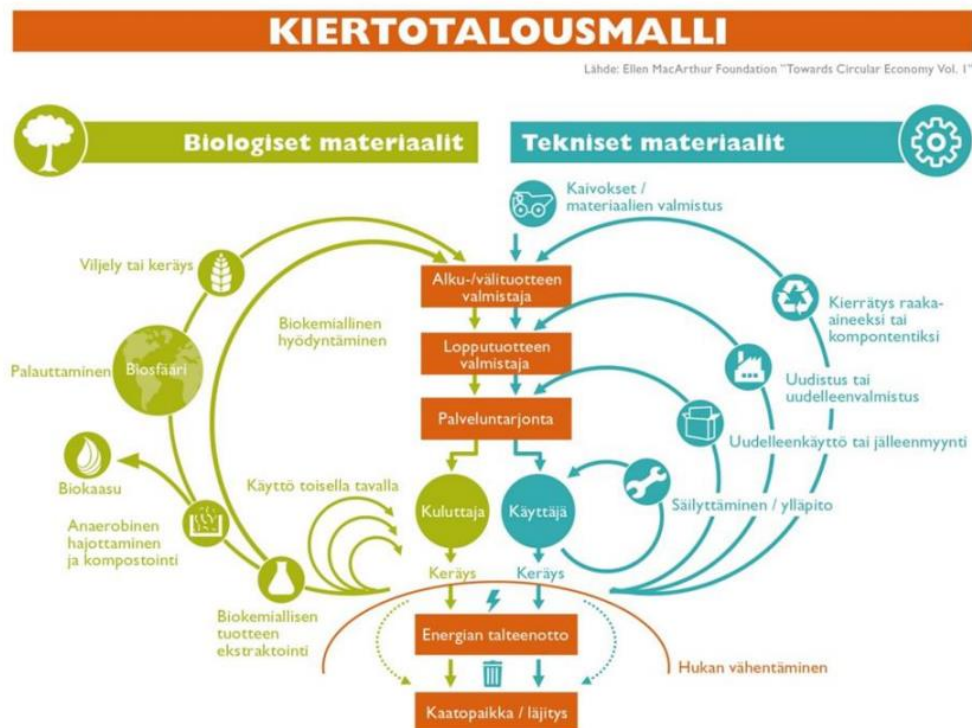 KIERTOTALOUSMALLI
Lähde: Ellen MacArthur Foundation "Towards Circular Economy Vol. 1"
Biologiset materiaalit
Tekniset materiaalit
Kaivokset /
materiaalien valmistus
Viljely tai keräys
Alku-/välituotteen
valmistaja
Kierrätys raaka-
aineeksi tai
kompontentiksi
Biokemiallinen
hyödyntäminen
Lopputuotteen
valmistaja
Palauttaminen
Biosfääri
Uudistus tai
uudelleenvalmistus
Palveluntarjonta
Uudelleenkäyttö tai jälleenmyynti
Biokaasu
Käyttö toisella tavalla
Kuluttaja
Käyttäjä
Säilyttäminen / ylläpito
Anaerobinen
hajottaminen
ja kompostointi
Keräys
Keräys
Biokemiallisen
tuotteen
ekstraktointi
Energian talteenotto
Hukan vähentäminen
Kaatopaikka / läjitys